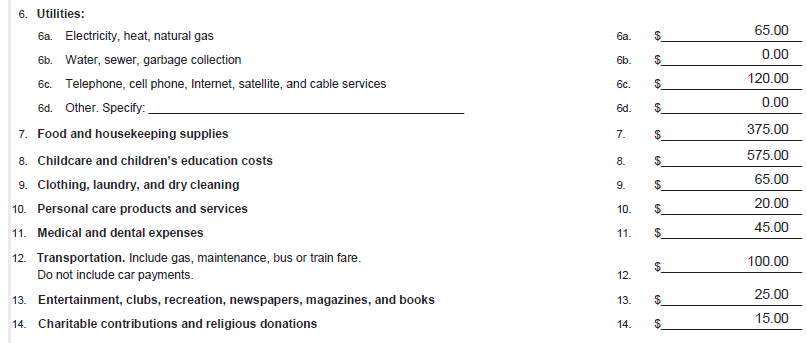 6. Utilities:
6a. Electricity, heat, natural gas 6a. $ 65.00
6b. Water, sewer, garbage collection 6b. $ 0.00
6c. Telephone, cell phone, Internet, satellite, and cable services 6c. $ 120.00
6d. Other. Specify: 6d. $ 0.00
7. Food and housekeeping supplies 7. $ 375.00
8. Childcare and children’s education costs 8. $ 575.00
9. Clothing, laundry, and dry cleaning 9. $ 65.00
10. Personal care products and services 10. $ 20.00
11. Medical and dental expenses 11. $ 45.00
12. Transportation. Include gas, maintenance, bus or train fare.
Do not include car payments. 12. $ 100.00
13. Entertainment, clubs, recreation, newspapers, magazines, and books 13. $ 25.00
14. Charitable contributions and religious donations 14. $ 15.00